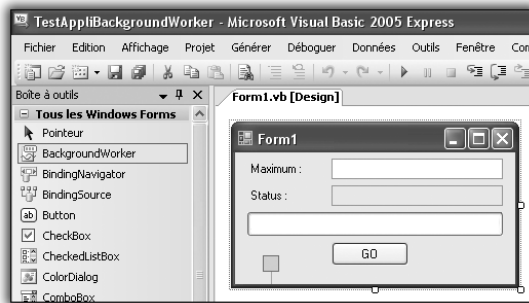 TestAppliBackgroundWorker - Microsoft Visual Basic 2005 Express
Fichier Edition Affichage Projet Générer Déboguer Données Outils Fenêtre
Boîte à outils
Form1.vb [Design]
Tous les Windows Forms
Pointeur
BackgroundWorker
BindingNavigator
BindingSource
ab Button
CheckBox
CheckedListBox
ColorDialog
ComboBox
Form1
Maximum :
Status :
GO